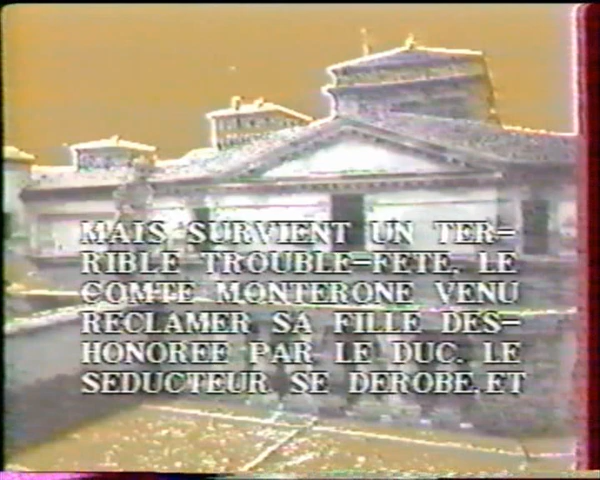 MAIS SURVIENT UN TER-
RIBLE TROUBLE-FETE, LE
COMTE MONTERONE VENU
RECLAMER SA FILLE DES-
HONOREE PAR LE DUC. LE
SEDUCTEUR SE DEROBE, ET